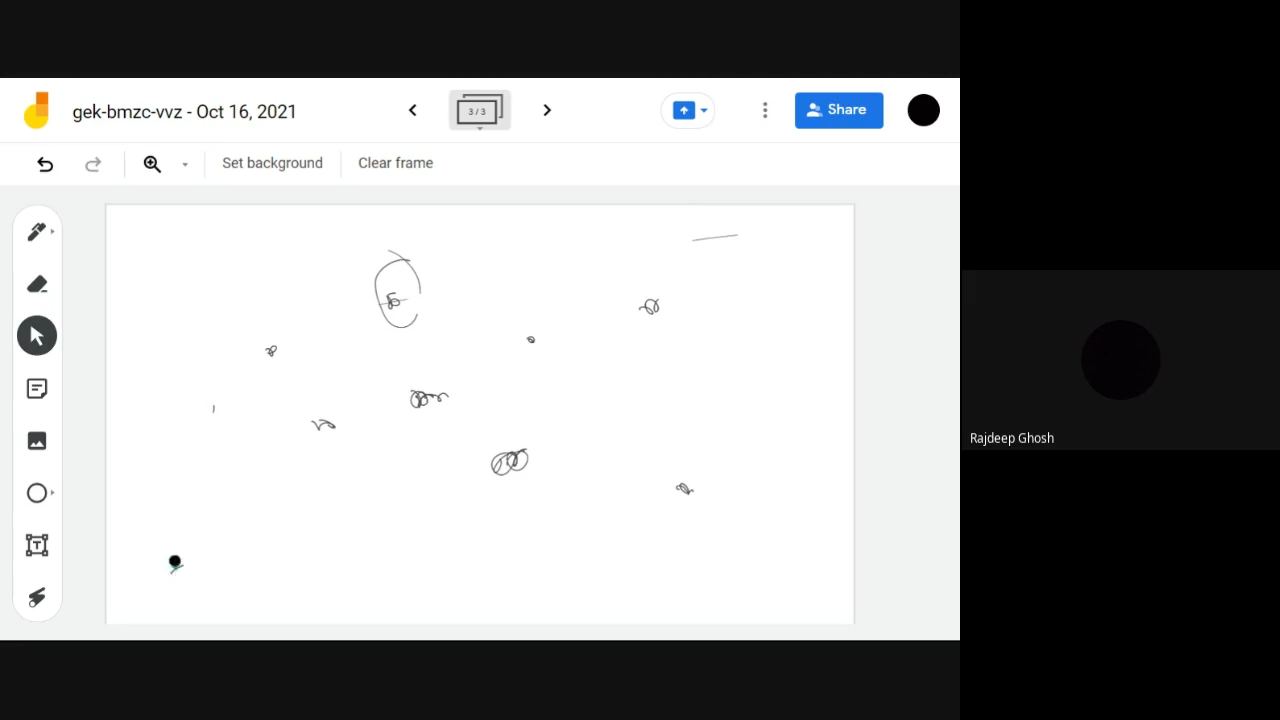 gek-bmzc-vvz - Oct 16, 2021
3 / 3
Share
Set background
Clear frame
T
Rajdeep Ghosh